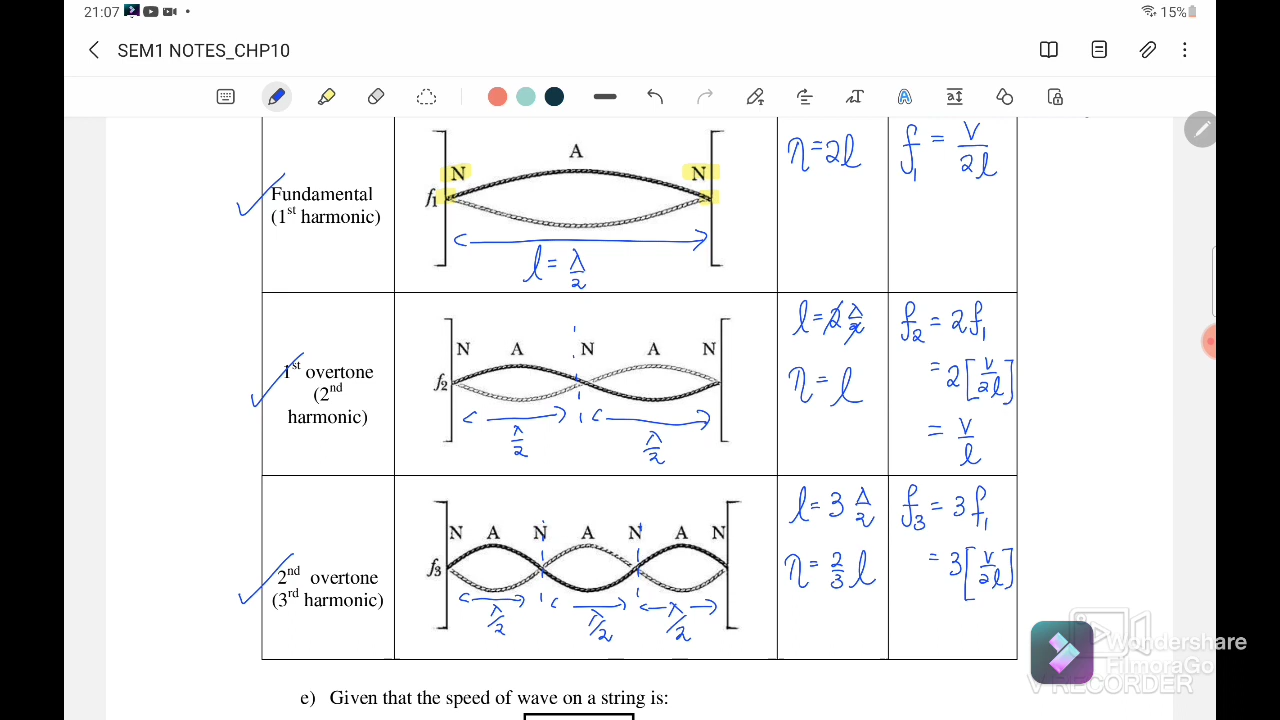 21:07
15%
SEM1 NOTES_CHP10
Fundamental
(1st harmonic)
N
A
N
f1
l = λ/2
η = 2l
f1 = v/2l
1st overtone
(2nd
harmonic)
N A N A N
f2
λ/2
λ/2
l = 2 λ/2
η = l
f2 = 2f1
= 2[v/2l]
= v/l
2nd overtone
(3rd harmonic)
N A N A N A N
f3
λ/2
λ/2
λ/2
l = 3 λ/2
η = 2/3 l
f3 = 3f1
= 3[v/2l]
e) Given that the speed of wave on a string is:
Wondershare
FilmoraGo
V RECORDER